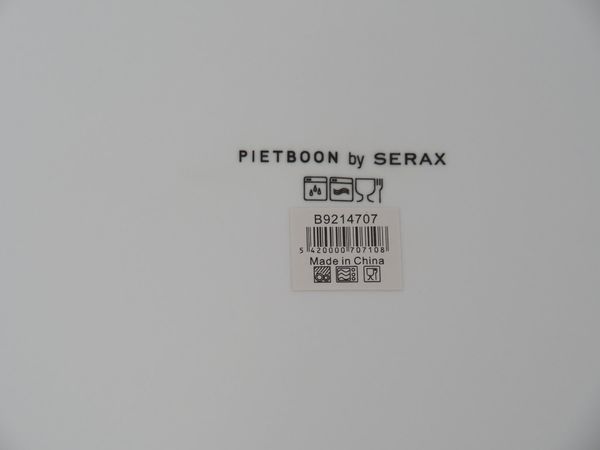 PIETBOON by SERAX
B9214707
5 420000 707108
Made in China